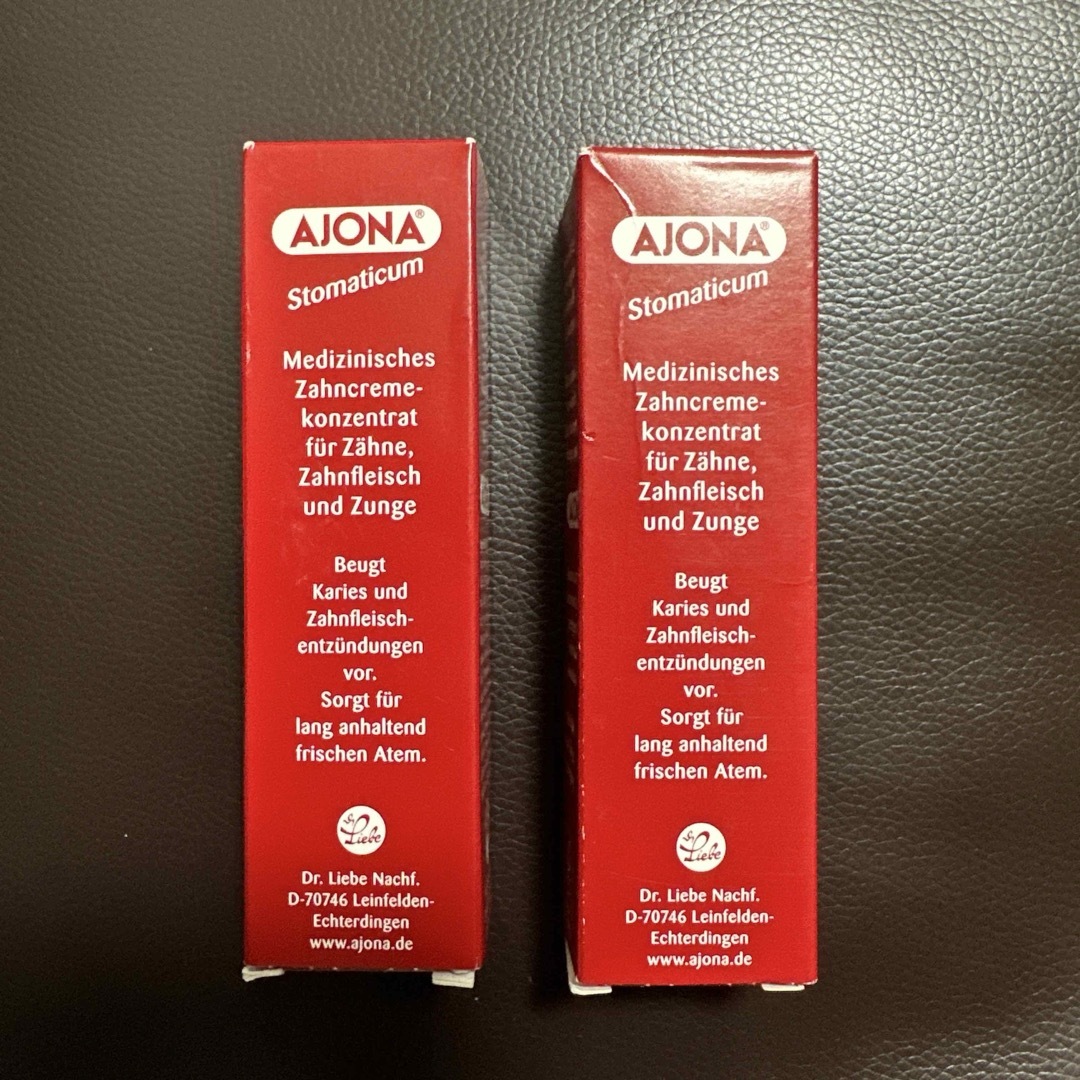 AJONA®
Stomaticum
Medizinisches
Zahncreme-
konzentrat
für Zähne,
Zahnfleisch
und Zunge
Beugt
Karies und
Zahnfleisch-
entzündungen
vor.
Sorgt für
lang anhaltend
frischen Atem.
Liebe
Dr. Liebe Nachf.
D-70746 Leinfelden-
Echterdingen
www.ajona.de
AJONA®
Stomaticum
Medizinisches
Zahncreme-
konzentrat
für Zähne,
Zahnfleisch
und Zunge
Beugt
Karies und
Zahnfleisch-
entzündungen
vor.
Sorgt für
lang anhaltend
frischen Atem.
Liebe
Dr. Liebe Nachf.
D-70746 Leinfelden-
Echterdingen
www.ajona.de